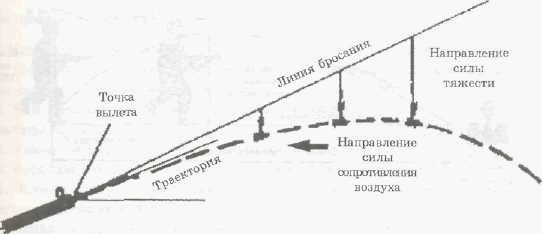 Линия бросания
Направление
силы
тяжести
Точка
вылета
Траектория
Направление
силы
сопротивления
воздуха